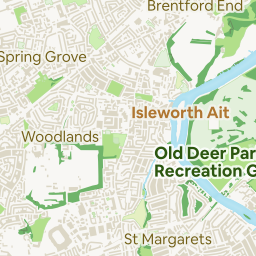 Brentford End
Spring Grove
Isleworth Ait
Woodlands
Old Deer Par
Recreation G
St Margarets